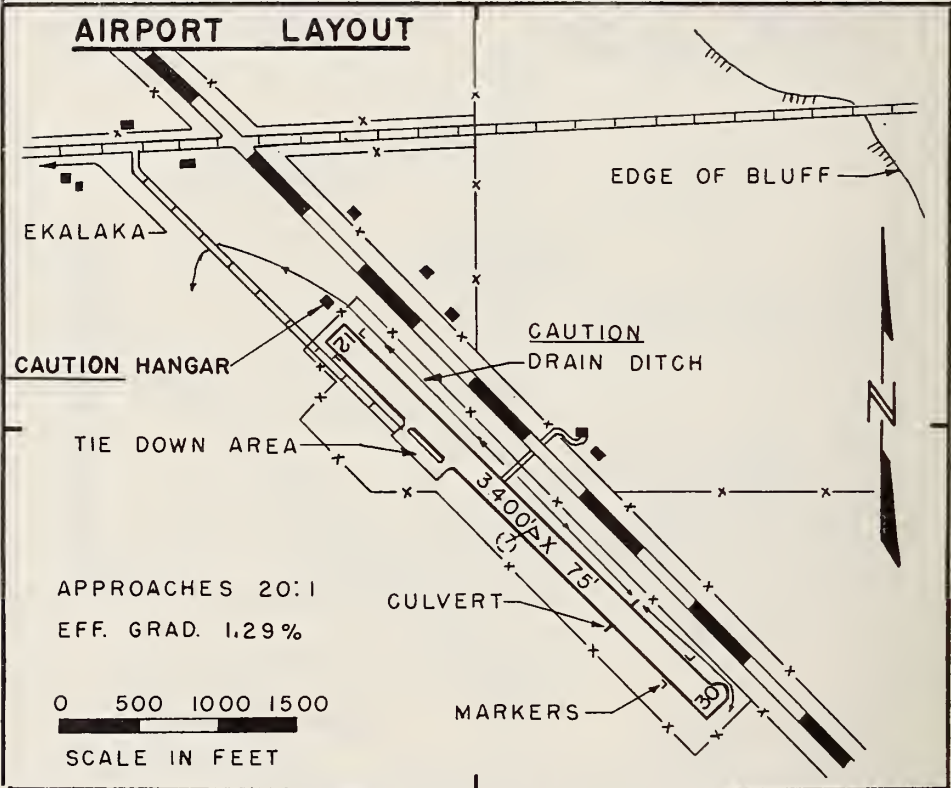 AIRPORT LAYOUT
EDGE OF BLUFF
EKALAKA
CAUTION
DRAIN DITCH
CAUTION HANGAR
12
TIE DOWN AREA
3400' X 75'
N
APPROACHES 20:1
EFF. GRAD. 1.29%
CULVERT
MARKERS
30
0 500 1000 1500
SCALE IN FEET